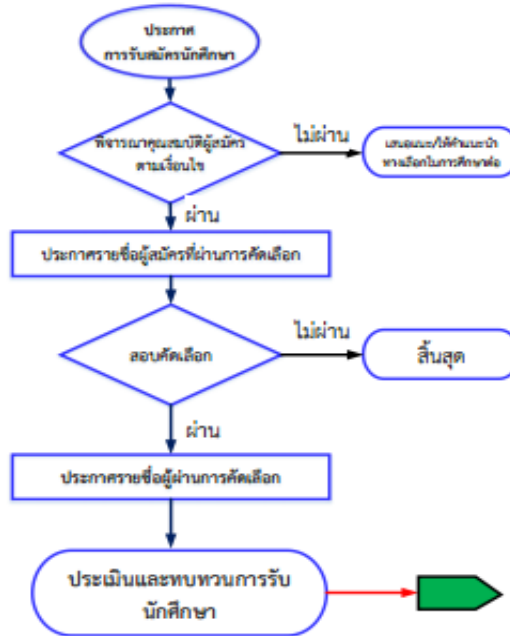 ประกาศ
การรับสมัครนักศึกษา
พิจารณาคุณสมบัติผู้สมัคร
ตามเงื่อนไข
ไม่ผ่าน
เสนอแนะ/ให้คำแนะนำ
ทางเลือกในการศึกษาต่อ
ผ่าน
ประกาศรายชื่อผู้สมัครที่ผ่านการคัดเลือก
ไม่ผ่าน
สอบคัดเลือก
สิ้นสุด
ผ่าน
ประกาศรายชื่อผู้ผ่านการคัดเลือก
ประเมินและทบทวนการรับ
นักศึกษา